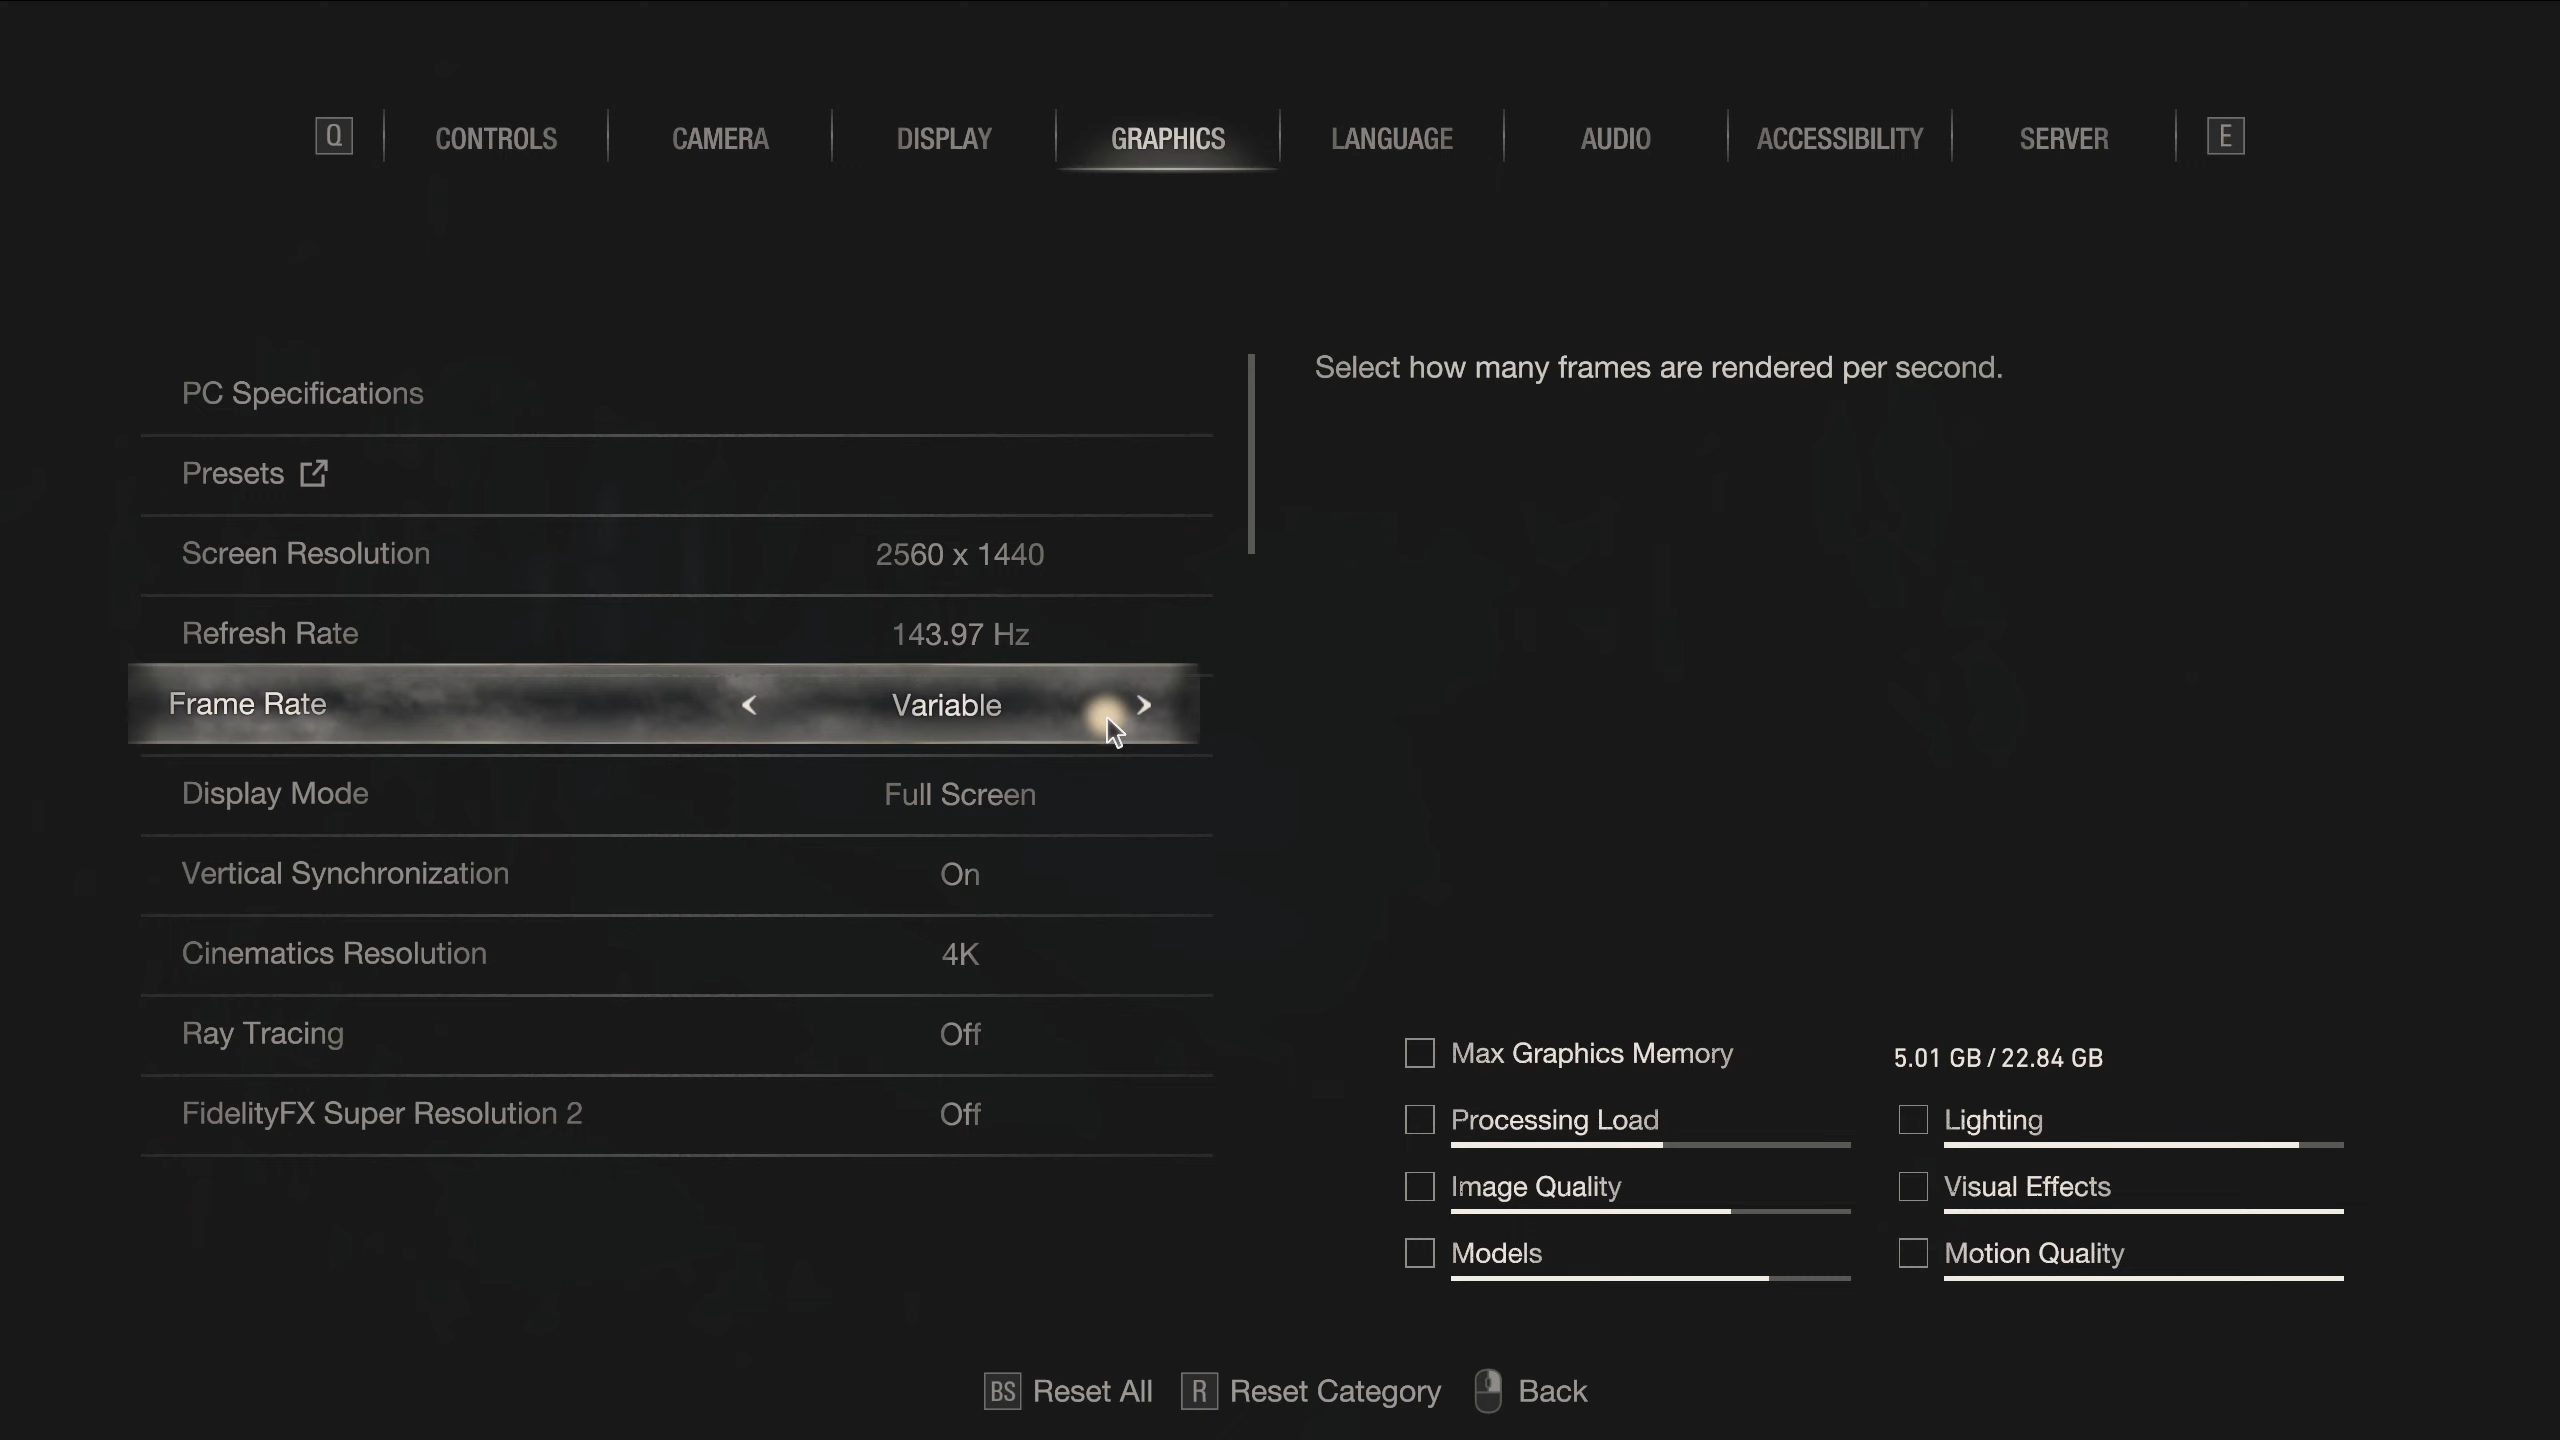 Q CONTROLS CAMERA DISPLAY GRAPHICS LANGUAGE AUDIO ACCESSIBILITY SERVER E
Select how many frames are rendered per second.
PC Specifications
Presets
Screen Resolution 2560 x 1440
Refresh Rate 143.97 Hz
Frame Rate < Variable >
Display Mode Full Screen
Vertical Synchronization On
Cinematics Resolution 4K
Ray Tracing Off
FidelityFX Super Resolution 2 Off
Max Graphics Memory 5.01 GB / 22.84 GB
Processing Load Lighting
Image Quality Visual Effects
Models Motion Quality
BS Reset All R Reset Category Back